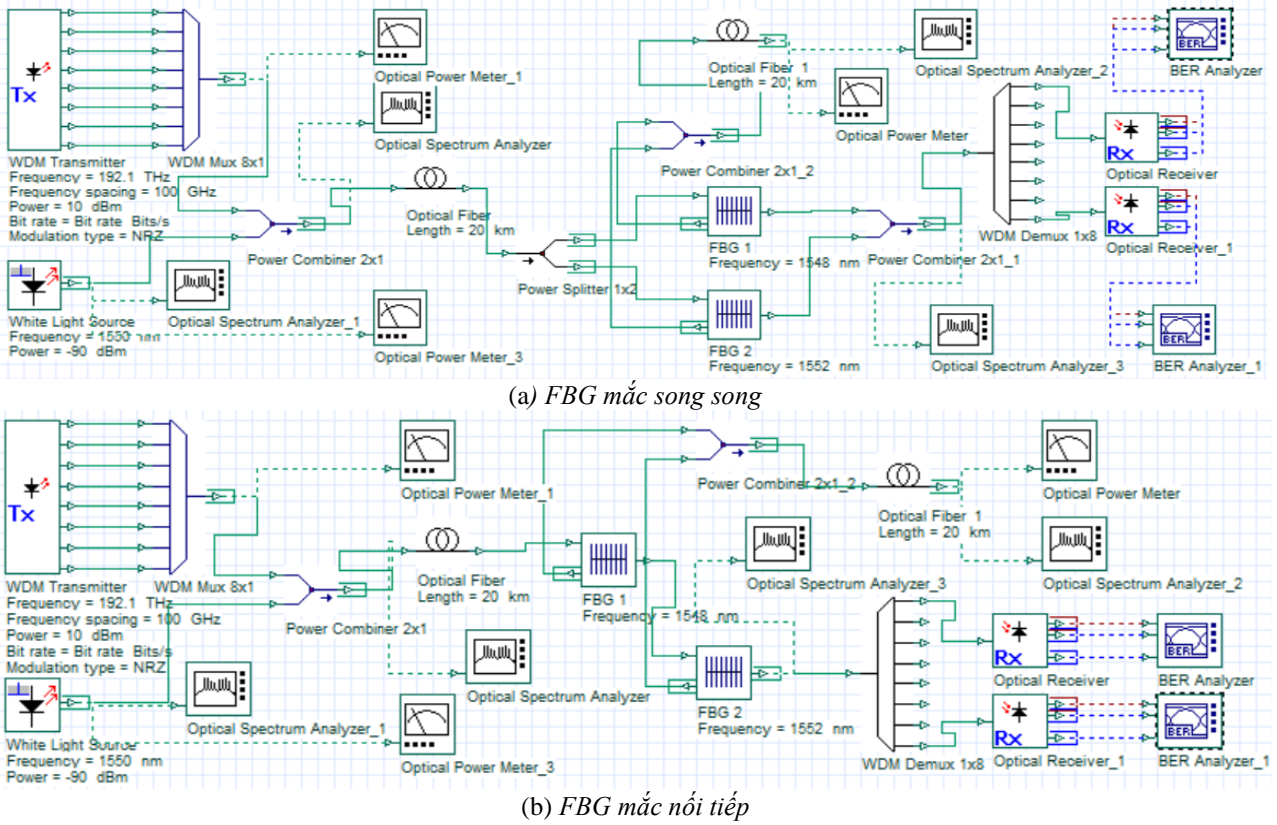 Tx
WDM Transmitter
Frequency = 192.1 THz
Frequency spacing = 100 GHz
Power = 10 dBm
Bit rate = Bit rate Bits/s
Modulation type = NRZ
WDM Mux 8x1
Optical Power Meter_1
Optical Spectrum Analyzer
Power Combiner 2x1
Optical Fiber
Length = 20 km
White Light Source
Frequency = 1550 nm
Power = -90 dBm
Optical Spectrum Analyzer_1
Optical Power Meter_3
Power Splitter 1x2
Optical Fiber 1
Length = 20 km
Optical Spectrum Analyzer_2
Optical Power Meter
Power Combiner 2x1_2
FBG 1
Frequency = 1548 nm
Power Combiner 2x1_1
FBG 2
Frequency = 1552 nm
WDM Demux 1x8
Optical Spectrum Analyzer_3
Rx
Optical Receiver
Rx
Optical Receiver_1
BER
BER Analyzer
BER
BER Analyzer_1
(a) FBG mắc song song
Tx
WDM Transmitter
Frequency = 192.1 THz
Frequency spacing = 100 GHz
Power = 10 dBm
Bit rate = Bit rate Bits/s
Modulation type = NRZ
WDM Mux 8x1
Optical Power Meter_1
Power Combiner 2x1
Optical Fiber
Length = 20 km
Optical Spectrum Analyzer
White Light Source
Frequency = 1550 nm
Power = -90 dBm
Optical Spectrum Analyzer_1
Optical Power Meter_3
FBG 1
Frequency = 1548 nm
Power Combiner 2x1_2
Optical Fiber 1
Length = 20 km
Optical Power Meter
Optical Spectrum Analyzer_3
Optical Spectrum Analyzer_2
FBG 2
Frequency = 1552 nm
WDM Demux 1x8
Rx
Optical Receiver
Rx
Optical Receiver_1
BER
BER Analyzer
BER
BER Analyzer_1
(b) FBG mắc nối tiếp